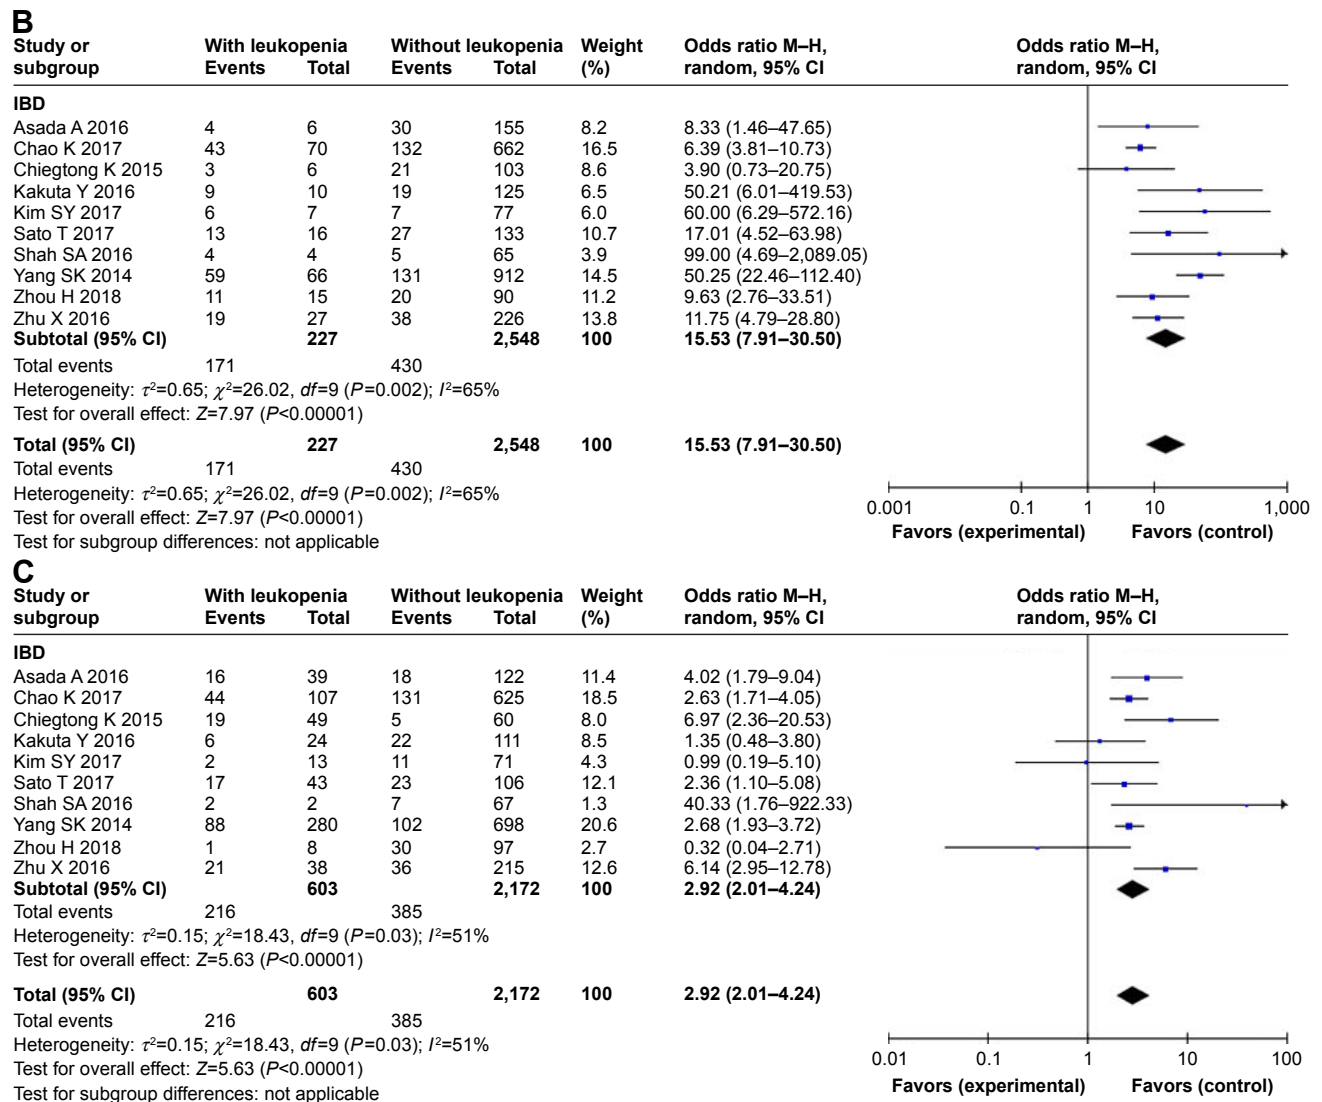 B
Study or With leukopenia Without leukopenia Weight Odds ratio M–H, Odds ratio M–H,
subgroup Events Total Events Total (%) random, 95% CI random, 95% CI
IBD
Asada A 2016 4 6 30 155 8.2 8.33 (1.46–47.65)
Chao K 2017 43 70 132 662 16.5 6.39 (3.81–10.73)
Chiegtong K 2015 3 6 21 103 8.6 3.90 (0.73–20.75)
Kakuta Y 2016 9 10 19 125 6.5 50.21 (6.01–419.53)
Kim SY 2017 6 7 7 77 6.0 60.00 (6.29–572.16)
Sato T 2017 13 16 27 133 10.7 17.01 (4.52–63.98)
Shah SA 2016 4 4 5 65 3.9 99.00 (4.69–2,089.05)
Yang SK 2014 59 66 131 912 14.5 50.25 (22.46–112.40)
Zhou H 2018 11 15 20 90 11.2 9.63 (2.76–33.51)
Zhu X 2016 19 27 38 226 13.8 11.75 (4.79–28.80)
Subtotal (95% CI) 227 2,548 100 15.53 (7.91–30.50)
Total events 171 430
Heterogeneity: τ²=0.65; χ²=26.02, df=9 (P=0.002); I²=65%
Test for overall effect: Z=7.97 (P<0.00001)
Total (95% CI) 227 2,548 100 15.53 (7.91–30.50)
Total events 171 430
Heterogeneity: τ²=0.65; χ²=26.02, df=9 (P=0.002); I²=65%
Test for overall effect: Z=7.97 (P<0.00001)
Test for subgroup differences: not applicable
0.001 0.1 1 10 1,000
Favors (experimental) Favors (control)
C
Study or With leukopenia Without leukopenia Weight Odds ratio M–H, Odds ratio M–H,
subgroup Events Total Events Total (%) random, 95% CI random, 95% CI
IBD
Asada A 2016 16 39 18 122 11.4 4.02 (1.79–9.04)
Chao K 2017 44 107 131 625 18.5 2.63 (1.71–4.05)
Chiegtong K 2015 19 49 5 60 8.0 6.97 (2.36–20.53)
Kakuta Y 2016 6 24 22 111 8.5 1.35 (0.48–3.80)
Kim SY 2017 2 13 11 71 4.3 0.99 (0.19–5.10)
Sato T 2017 17 43 23 106 12.1 2.36 (1.10–5.08)
Shah SA 2016 2 2 7 67 1.3 40.33 (1.76–922.33)
Yang SK 2014 88 280 102 698 20.6 2.68 (1.93–3.72)
Zhou H 2018 1 8 30 97 2.7 0.32 (0.04–2.71)
Zhu X 2016 21 38 36 215 12.6 6.14 (2.95–12.78)
Subtotal (95% CI) 603 2,172 100 2.92 (2.01–4.24)
Total events 216 385
Heterogeneity: τ²=0.15; χ²=18.43, df=9 (P=0.03); I²=51%
Test for overall effect: Z=5.63 (P<0.00001)
Total (95% CI) 603 2,172 100 2.92 (2.01–4.24)
Total events 216 385
Heterogeneity: τ²=0.15; χ²=18.43, df=9 (P=0.03); I²=51%
Test for overall effect: Z=5.63 (P<0.00001)
Test for subgroup differences: not applicable
0.01 0.1 1 10 100
Favors (experimental) Favors (control)